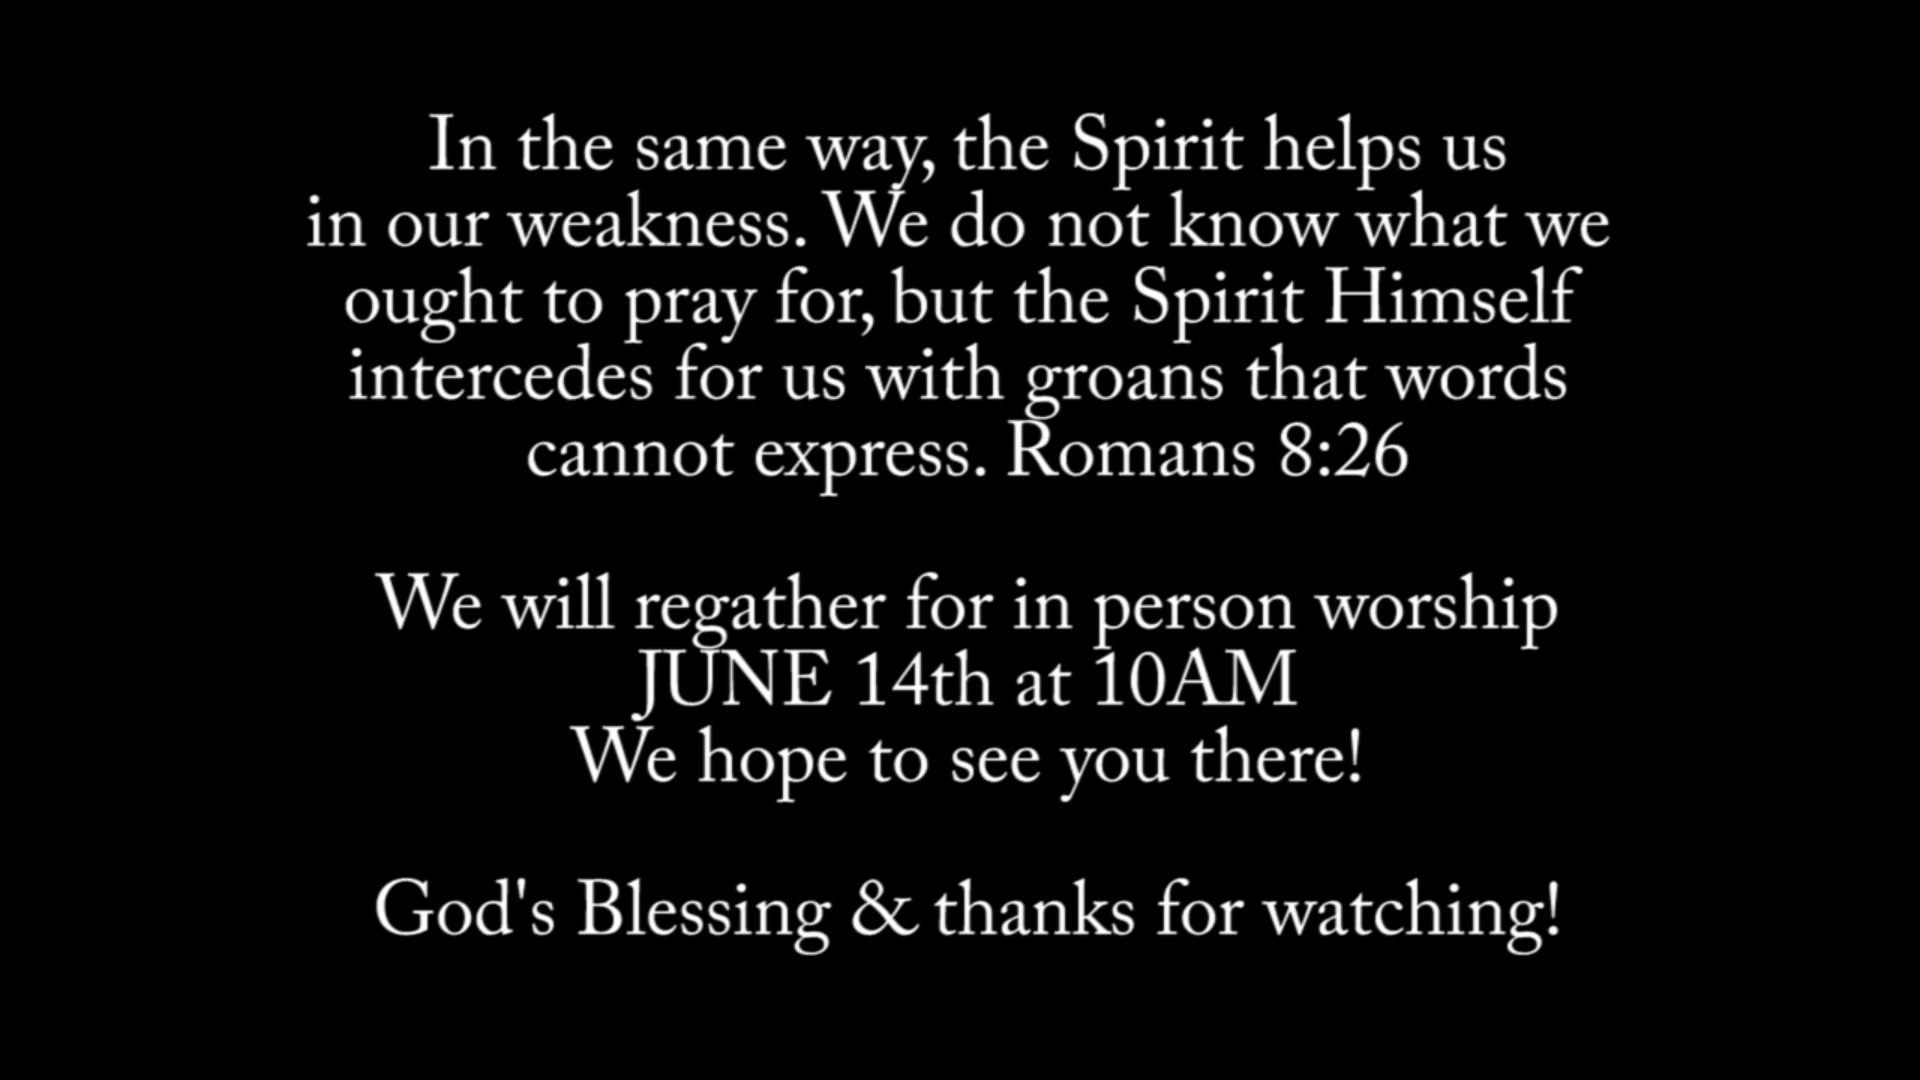 In the same way, the Spirit helps us
in our weakness. We do not know what we
ought to pray for, but the Spirit Himself
intercedes for us with groans that words
cannot express. Romans 8:26
We will regather for in person worship
JUNE 14th at 10AM
We hope to see you there!
God's Blessing & thanks for watching!